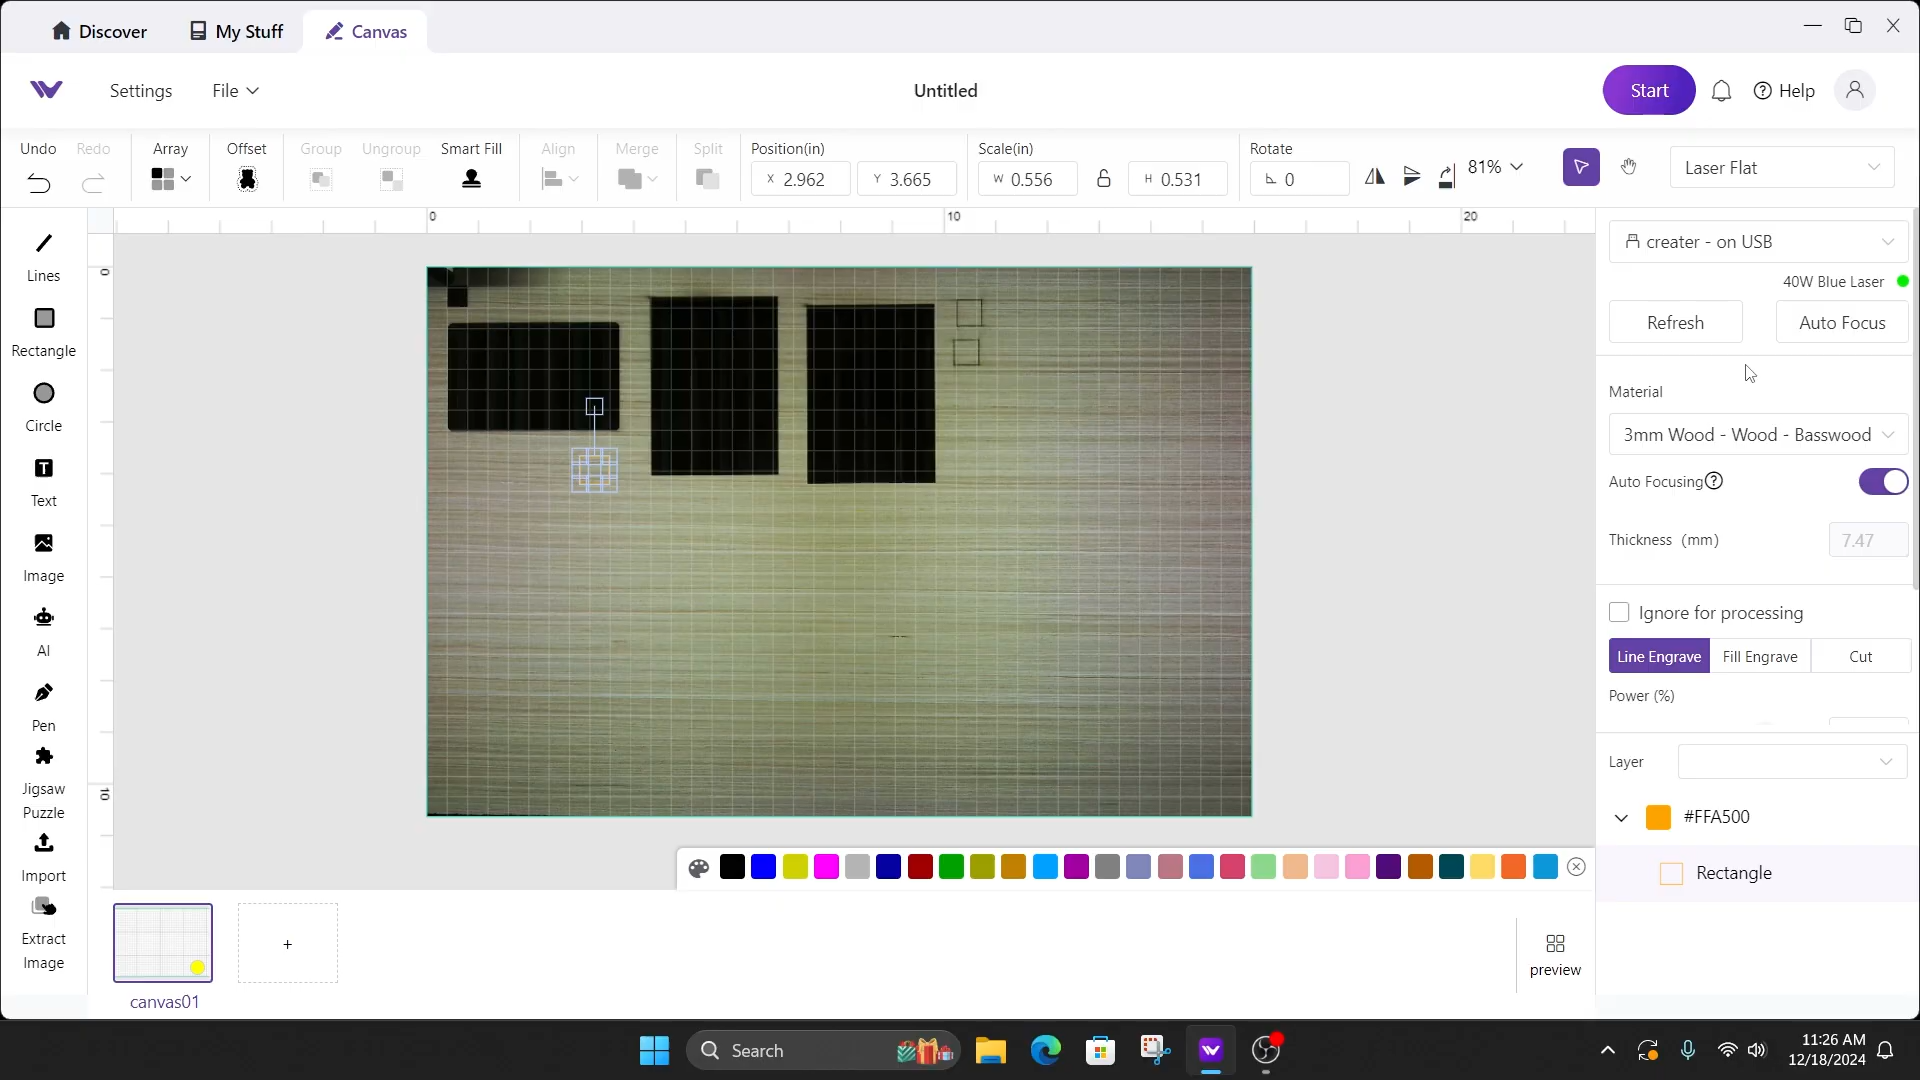 Discover
My Stuff
Canvas
Settings
File
Untitled
Start
Help
Undo
Redo
Array
Offset
Group
Ungroup
Smart Fill
Align
Merge
Split
Position(in)
X 2.962
Y 3.665
Scale(in)
W 0.556
H 0.531
Rotate
0
81%
Laser Flat
0
10
20
0
10
Lines
Rectangle
Circle
T
Text
Image
AI
Pen
Jigsaw
Puzzle
Import
Extract
Image
creater - on USB
40W Blue Laser
Refresh
Auto Focus
Material
3mm Wood - Wood - Basswood
Auto Focusing?
Thickness (mm)
7.47
Ignore for processing
Line Engrave
Fill Engrave
Cut
Power (%)
Layer
#FFA500
Rectangle
+
canvas01
preview
Search
11:26 AM
12/18/2024